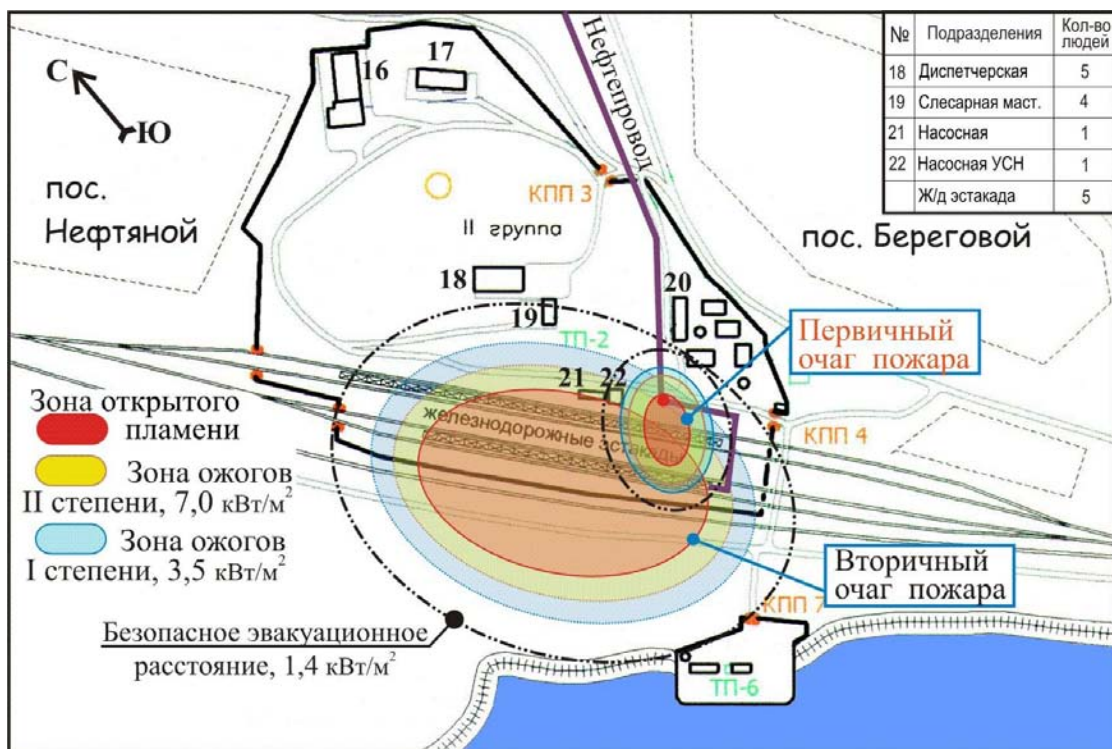 С
Ю
пос.
Нефтяной
16
17
Нефтепровод
КПП 3
II группа
18
19
ТП-2
20
21
22
железнодорожные эстакады
пос. Береговой
№ Подразделения Кол-во людей
18 Диспетчерская 5
19 Слесарная маст. 4
21 Насосная 1
22 Насосная УСН 1
Ж/д эстакада 5
Первичный
очаг пожара
КПП 4
Зона открытого
пламени
Зона ожогов
II степени, 7,0 кВт/м²
Зона ожогов
I степени, 3,5 кВт/м²
Вторичный
очаг пожара
КПП 7
Безопасное эвакуационное
расстояние, 1,4 кВт/м²
ТП-6